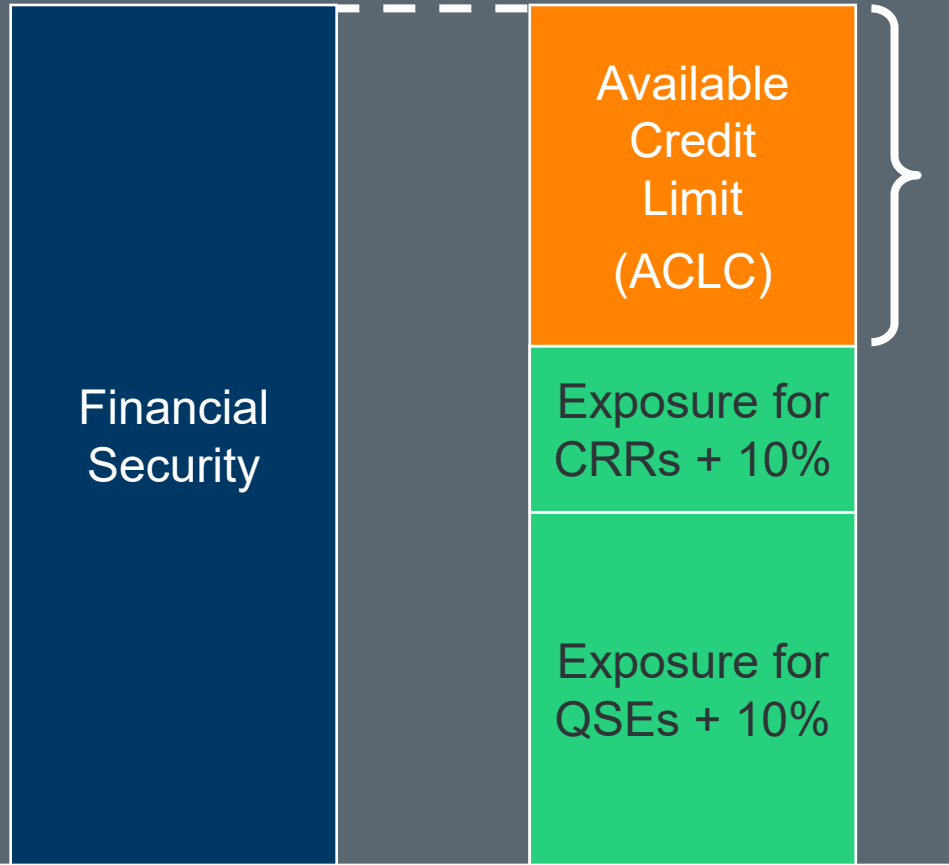 Financial
Security
Available
Credit
Limit
(ACLC)
Exposure for
CRRs + 10%
Exposure for
QSEs + 10%